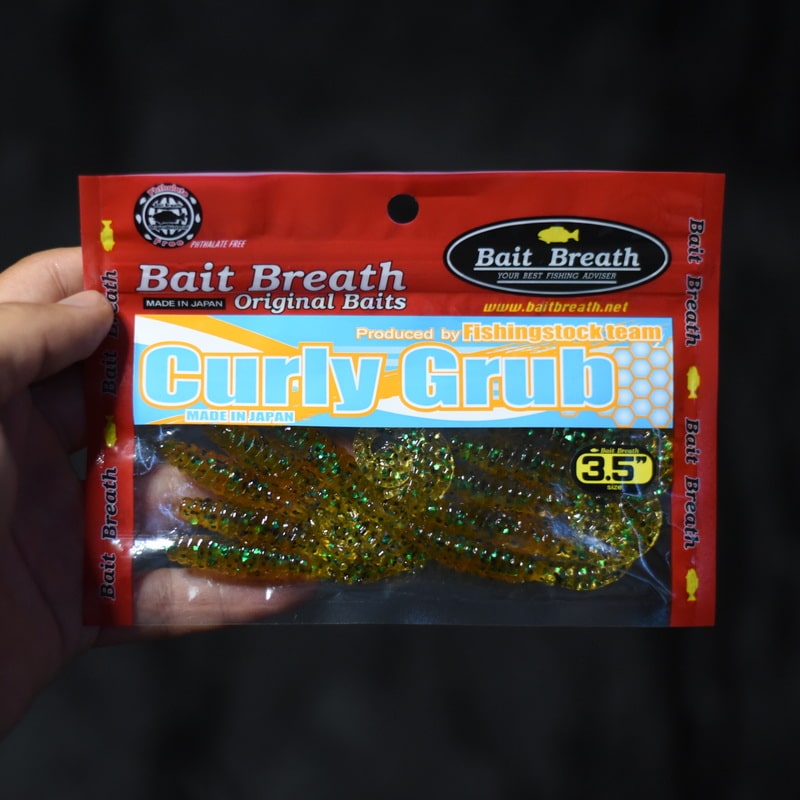 Phthalate
Free
PHTHALATE FREE
Bait Breath
MADE IN JAPAN
Original Baits
Bait Breath
YOUR BEST FISHING ADVISER
www.baitbreath.net
Produced by Fishingstock team
Curly Grub
MADE IN JAPAN
Bait Breath
3.5"
SIZE
Bait Breath
Bait Breath
Bait Breath
Bait Breath